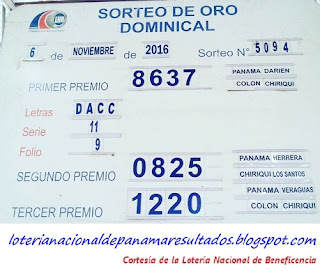 SORTEO DE ORO
DOMINICAL
6 de NOVIEMBRE de 2016 Sorteo Nº 5094
PRIMER PREMIO 8637 PANAMA DARIEN
COLON CHIRIQUI
Letras DACC
Serie 11
Folio 9
SEGUNDO PREMIO 0825 PANAMA HERRERA
CHIRIQUI LOS SANTOS
TERCER PREMIO 1220 PANAMA VERAGUAS
COLON CHIRIQUI
loterianacionaldepanamaresultados.blogspot.com
Cortesía de la Lotería Nacional de Beneficencia